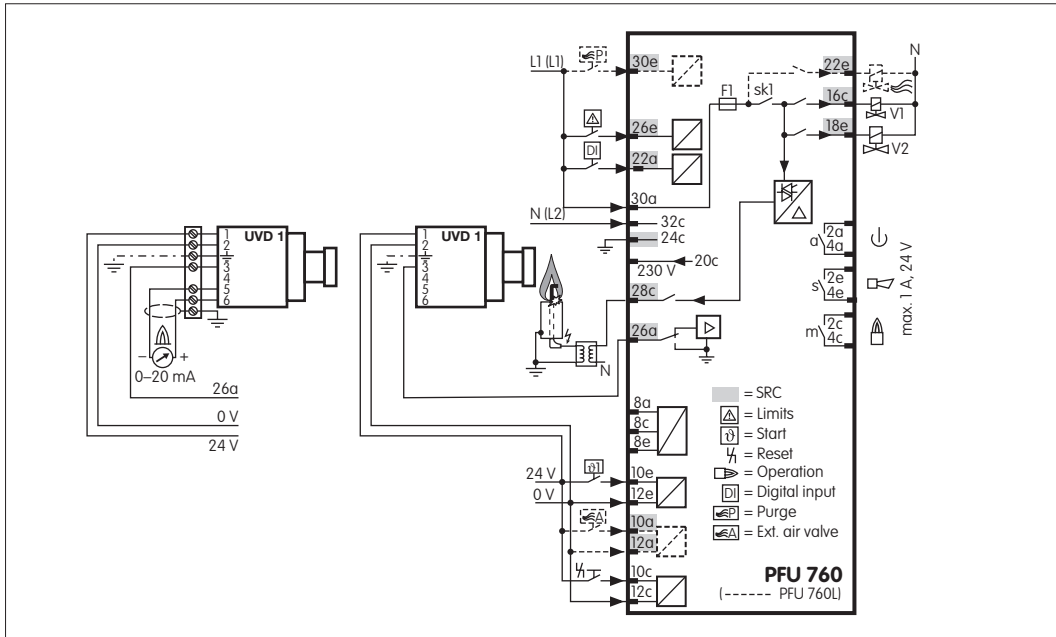 L1 (L1)
P
30e
26e
DI
22a
30a
N (L2)
32c
24c
20c
230 V
28c
26a
N
8a
8c
8e
24 V
10e
0 V
12e
A
10a
12a
10c
12c
F1
sk1
22e
N
16c
V1
18e
V2
a
2a
4a
s
2e
4e
m
2c
4c
max. 1 A, 24 V
UVD 1
1
2
3
4
5
6
– +
0–20 mA
26a
0 V
24 V
UVD 1
1
2
3
4
5
6
= SRC
= Limits
ϑ = Start
= Reset
= Operation
DI = Digital input
P = Purge
A = Ext. air valve
PFU 760
(------ PFU 760L)